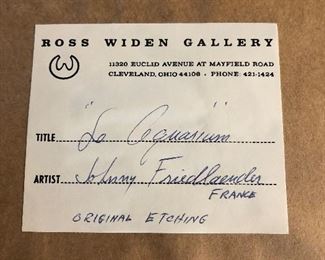 ROSS WIDEN GALLERY
11320 EUCLID AVENUE AT MAYFIELD ROAD
CLEVELAND, OHIO 44106 · PHONE: 421-1424
TITLE "Le Aquarium"
ARTIST Johnny Friedlaender
FRANCE
ORIGINAL ETCHING